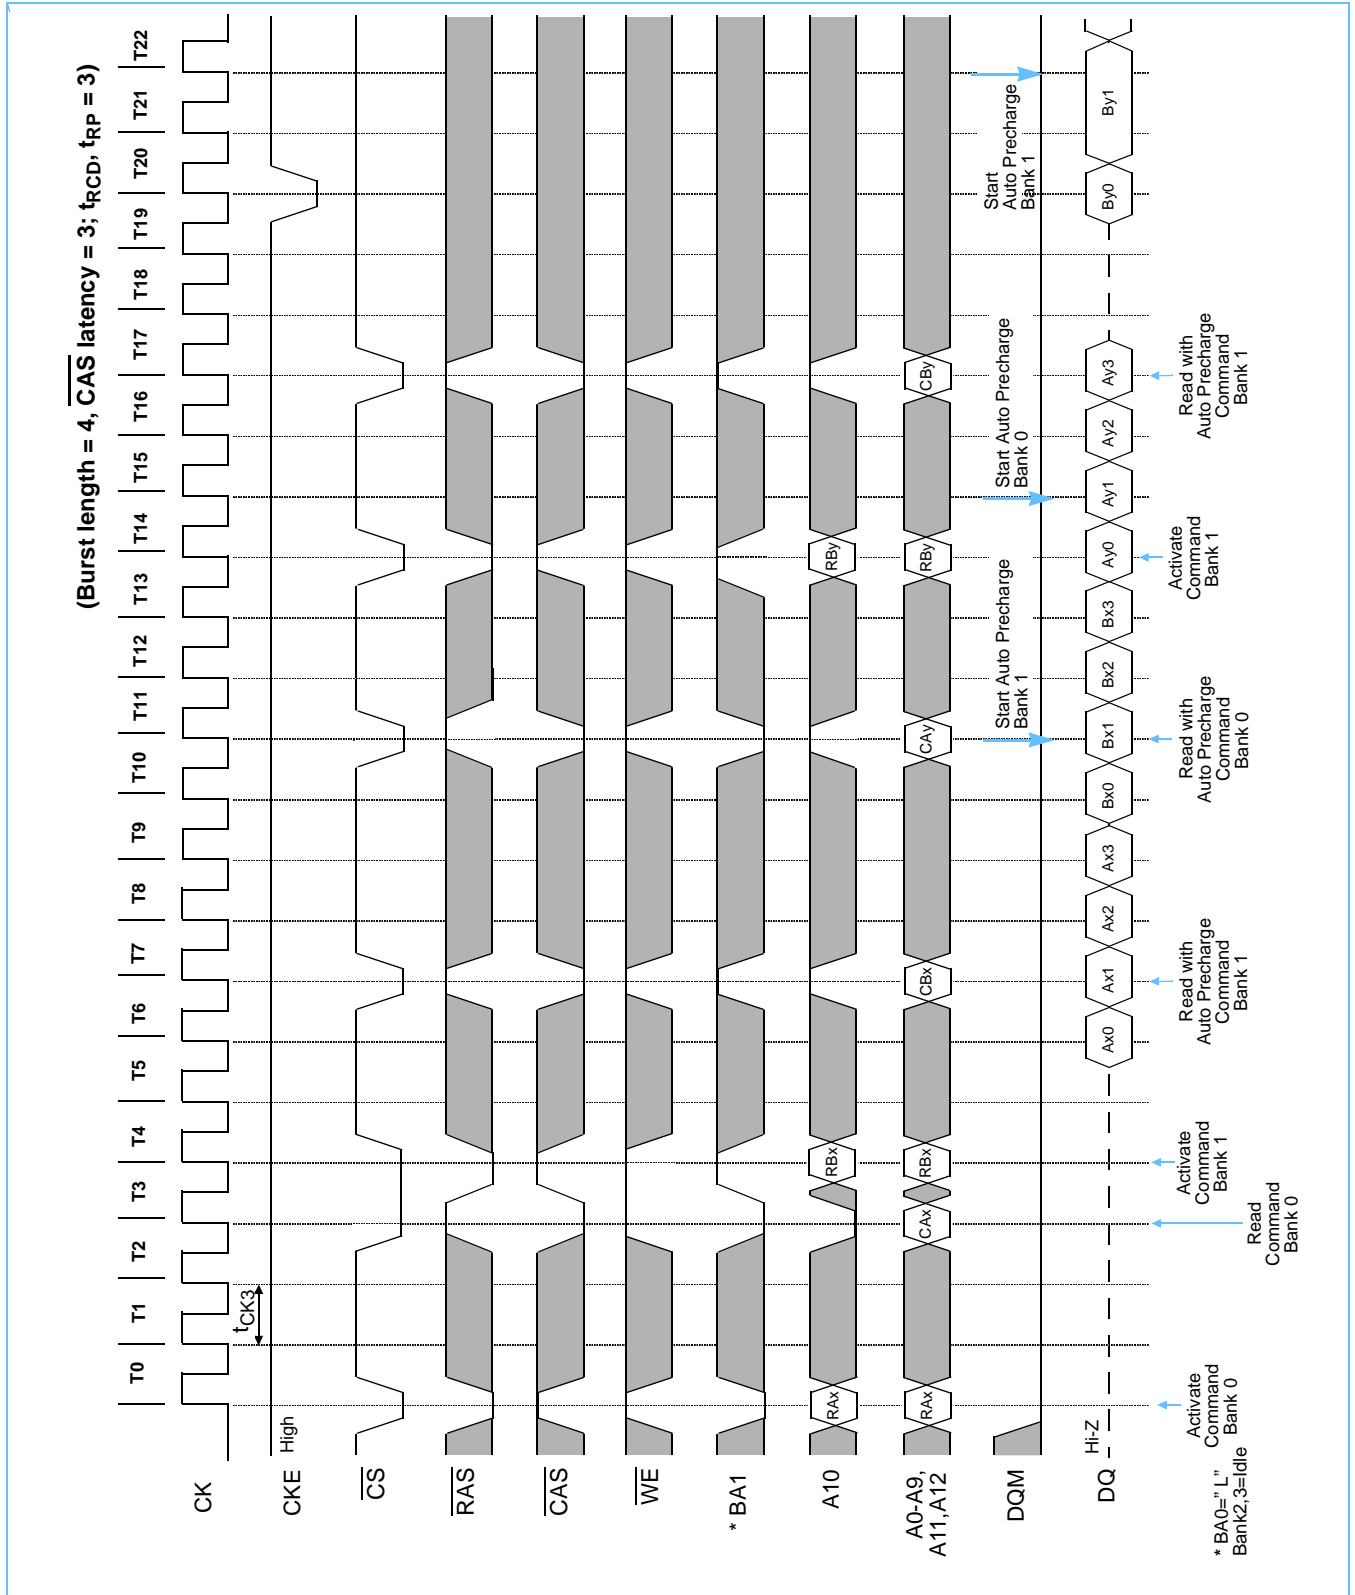 (Burst length = 4, CAS latency = 3; tRCD, tRP = 3)
T0 T1 T2 T3 T4 T5 T6 T7 T8 T9 T10 T11 T12 T13 T14 T15 T16 T17 T18 T19 T20 T21 T22
CK
tCK3
CKE
High
CS
RAS
CAS
WE
* BA1
A10
RAx RBx RBy
A0-A9,
A11,A12
RAx CAx RBx CBx CAy RBy CBy
DQM
Start Auto Precharge
Bank 1
Start Auto Precharge
Bank 0
Start
Auto Precharge
Bank 1
DQ
Hi-Z
Ax0 Ax1 Ax2 Ax3 Bx0 Bx1 Bx2 Bx3 Ay0 Ay1 Ay2 Ay3 By0 By1
Activate
Command
Bank 0
Read
Command
Bank 0
Activate
Command
Bank 1
Read with
Auto Precharge
Command
Bank 1
Read with
Auto Precharge
Command
Bank 0
Activate
Command
Bank 1
Read with
Auto Precharge
Command
Bank 1
* BA0=" L"
Bank2,3=Idle